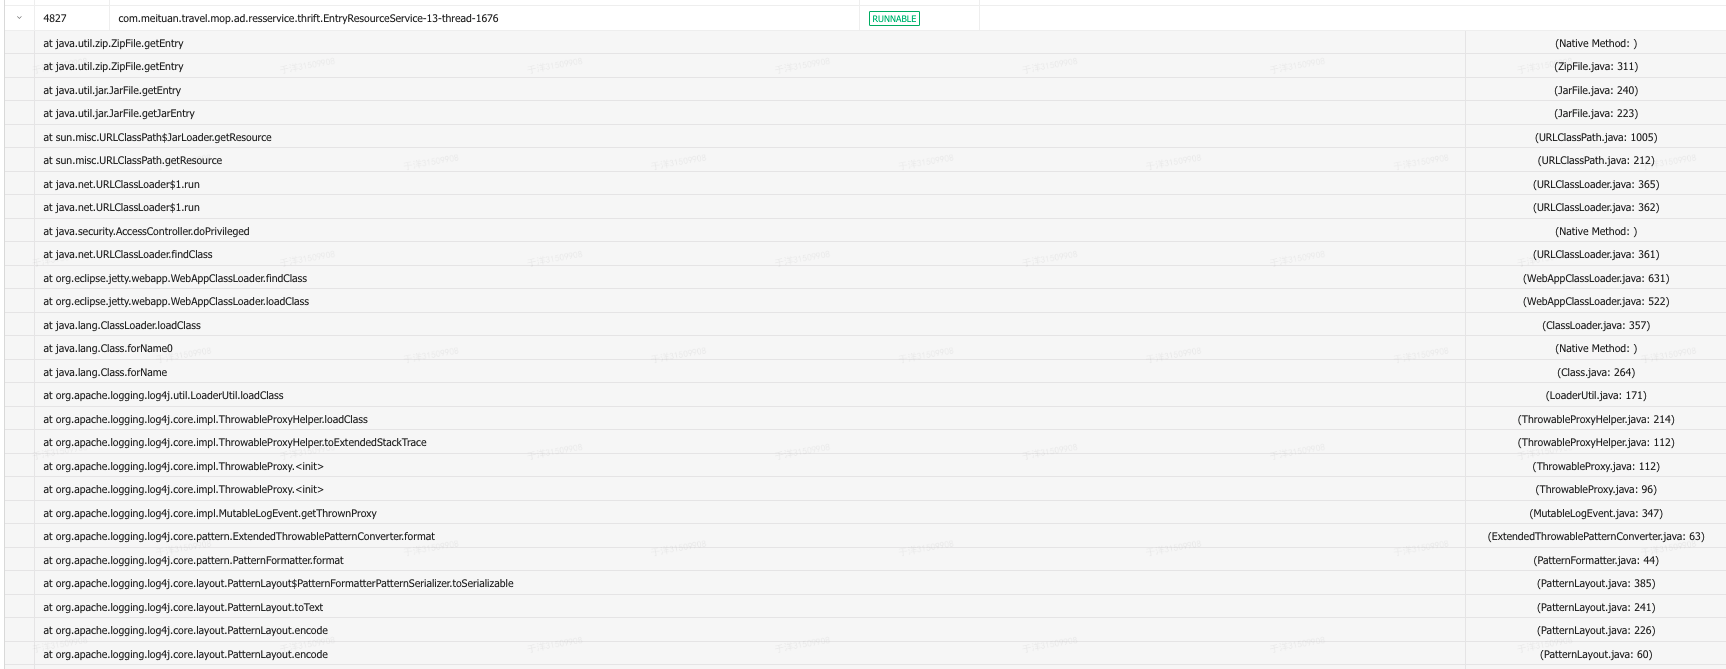 4827 com.meituan.travel.mop.ad.resservice.thrift.EntryResourceService-13-thread-1676 RUNNABLE
at java.util.zip.ZipFile.getEntry (Native Method: )
at java.util.zip.ZipFile.getEntry (ZipFile.java: 311)
at java.util.jar.JarFile.getEntry (JarFile.java: 240)
at java.util.jar.JarFile.getJarEntry (JarFile.java: 223)
at sun.misc.URLClassPath$JarLoader.getResource (URLClassPath.java: 1005)
at sun.misc.URLClassPath.getResource (URLClassPath.java: 212)
at java.net.URLClassLoader$1.run (URLClassLoader.java: 365)
at java.net.URLClassLoader$1.run (URLClassLoader.java: 362)
at java.security.AccessController.doPrivileged (Native Method: )
at java.net.URLClassLoader.findClass (URLClassLoader.java: 361)
at org.eclipse.jetty.webapp.WebAppClassLoader.findClass (WebAppClassLoader.java: 631)
at org.eclipse.jetty.webapp.WebAppClassLoader.loadClass (WebAppClassLoader.java: 522)
at java.lang.ClassLoader.loadClass (ClassLoader.java: 357)
at java.lang.Class.forName0 (Native Method: )
at java.lang.Class.forName (Class.java: 264)
at org.apache.logging.log4j.util.LoaderUtil.loadClass (LoaderUtil.java: 171)
at org.apache.logging.log4j.core.impl.ThrowableProxyHelper.loadClass (ThrowableProxyHelper.java: 214)
at org.apache.logging.log4j.core.impl.ThrowableProxyHelper.toExtendedStackTrace (ThrowableProxyHelper.java: 112)
at org.apache.logging.log4j.core.impl.ThrowableProxy.<init> (ThrowableProxy.java: 112)
at org.apache.logging.log4j.core.impl.ThrowableProxy.<init> (ThrowableProxy.java: 96)
at org.apache.logging.log4j.core.impl.MutableLogEvent.getThrownProxy (MutableLogEvent.java: 347)
at org.apache.logging.log4j.core.pattern.ExtendedThrowablePatternConverter.format (ExtendedThrowablePatternConverter.java: 63)
at org.apache.logging.log4j.core.pattern.PatternFormatter.format (PatternFormatter.java: 44)
at org.apache.logging.log4j.core.layout.PatternLayout$PatternFormatterPatternSerializer.toSerializable (PatternLayout.java: 385)
at org.apache.logging.log4j.core.layout.PatternLayout.toText (PatternLayout.java: 241)
at org.apache.logging.log4j.core.layout.PatternLayout.encode (PatternLayout.java: 226)
at org.apache.logging.log4j.core.layout.PatternLayout.encode (PatternLayout.java: 60)